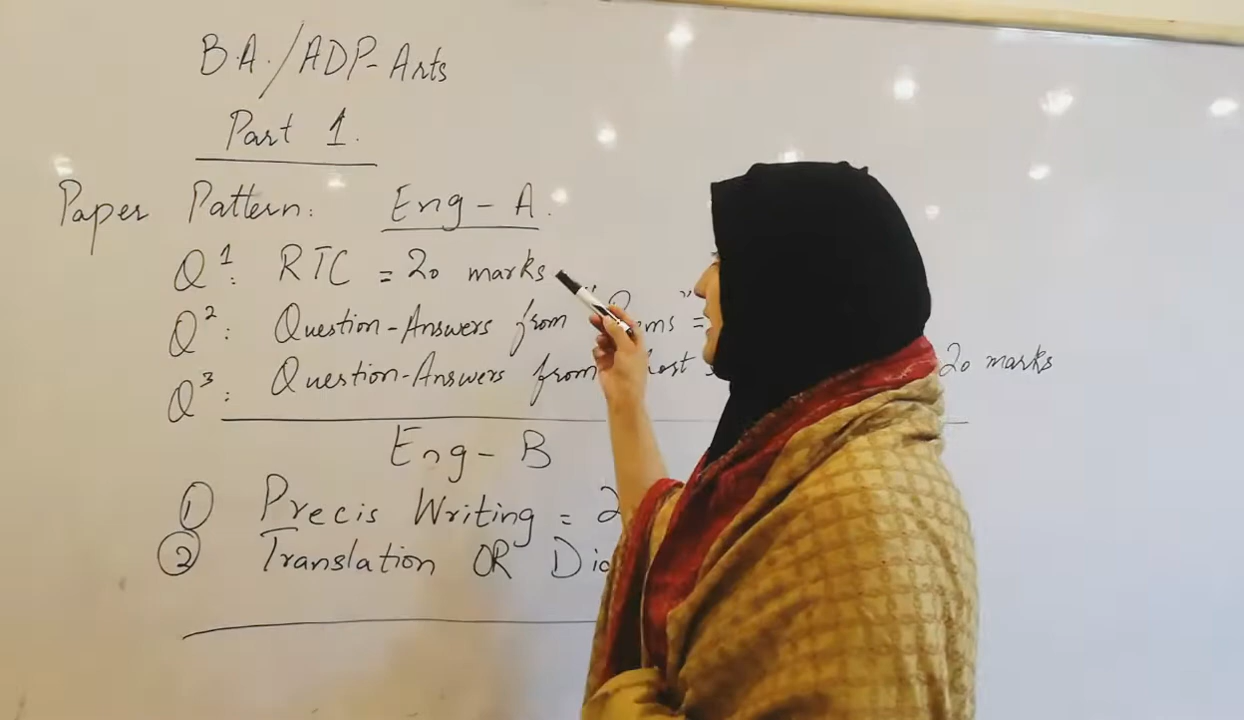 B.A./ADP-Arts
Part 1.
Paper Pattern: Eng-A.
Q1: RTC = 20 marks
Q2: Question-Answers from " "=
Q3: Question-Answers from 20 marks
Eng-B
① Precis Writing =
② Translation OR